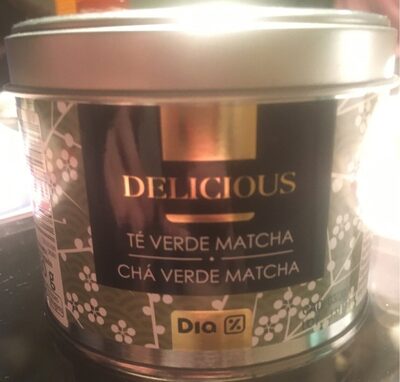 DELICIOUS
TÉ VERDE MATCHA
CHÁ VERDE MATCHA
Dia %